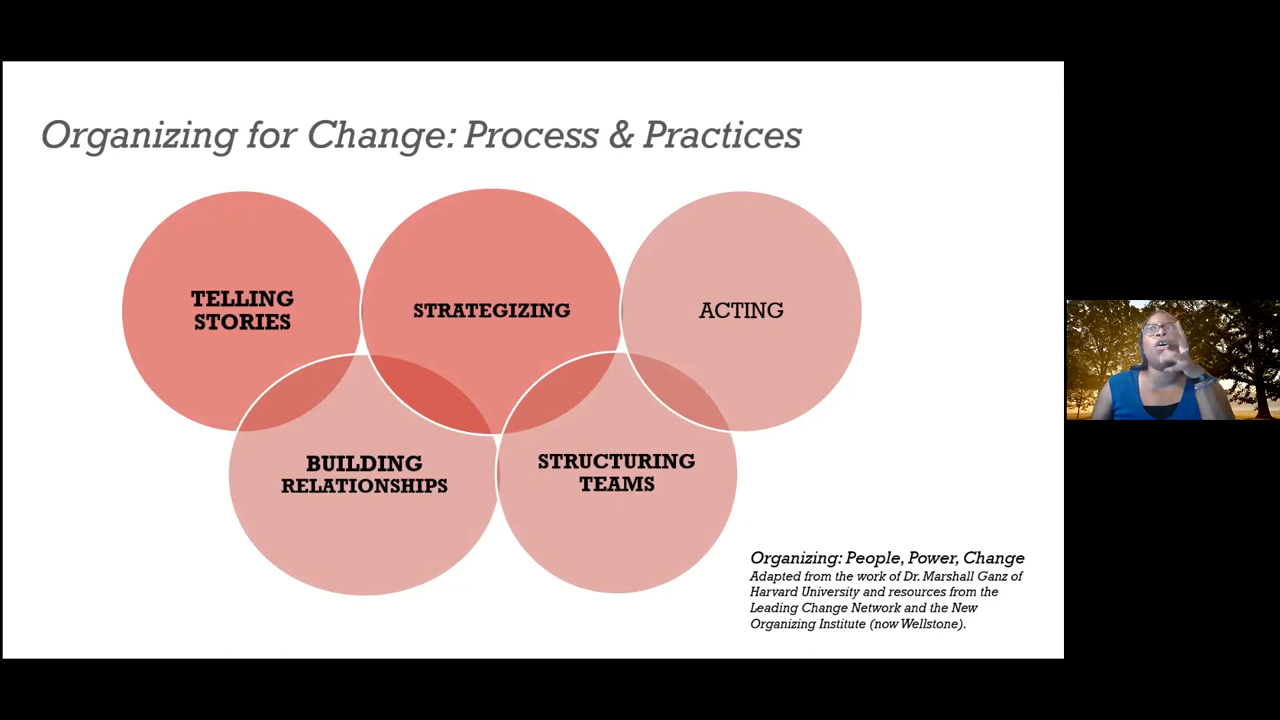 Organizing for Change: Process & Practices
TELLING
STORIES
STRATEGIZING
ACTING
BUILDING
RELATIONSHIPS
STRUCTURING
TEAMS
Organizing: People, Power, Change
Adapted from the work of Dr. Marshall Ganz of
Harvard University and resources from the
Leading Change Network and the New
Organizing Institute (now Wellstone).